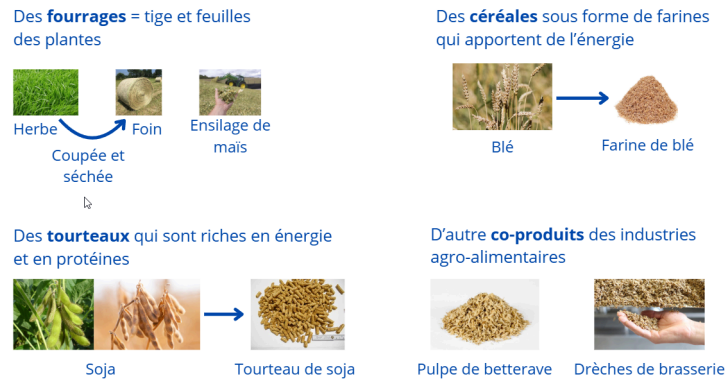 Des fourrages = tige et feuilles
des plantes
Herbe
Foin
Ensilage de
maïs
Coupée et
séchée
Des céréales sous forme de farines
qui apportent de l’énergie
Blé
Farine de blé
Des tourteaux qui sont riches en énergie
et en protéines
Soja
Tourteau de soja
D’autre co-produits des industries
agro-alimentaires
Pulpe de betterave
Drèches de brasserie